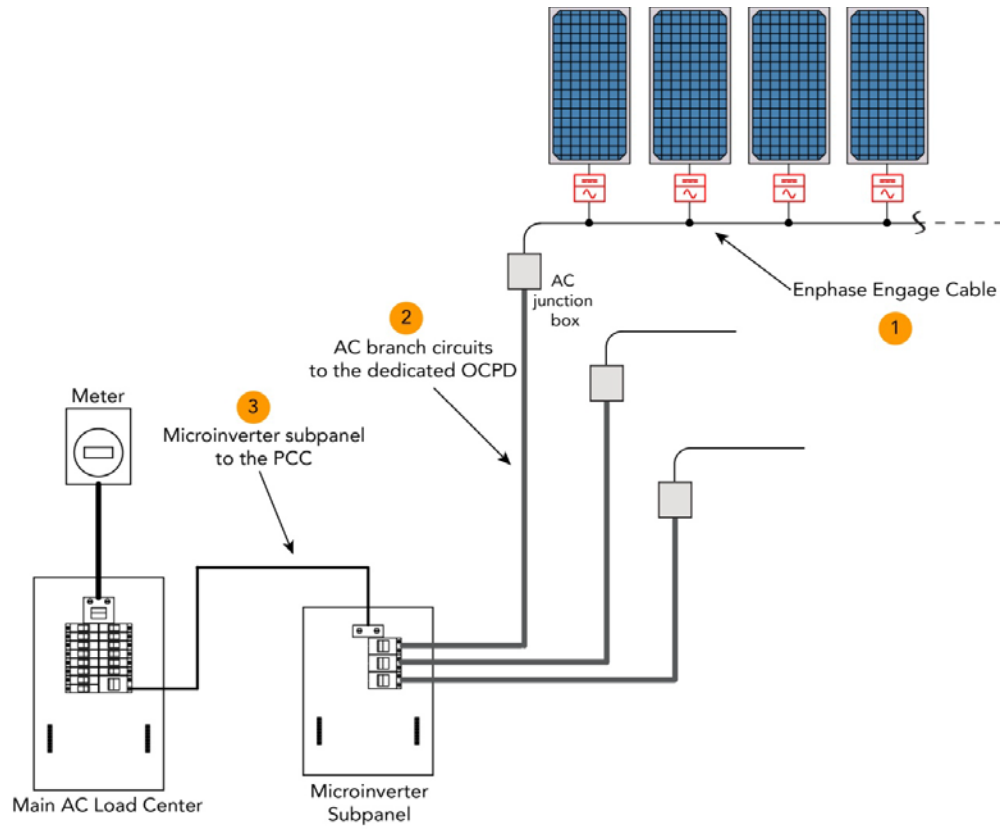 AC
junction
box
Enphase Engage Cable
1
2
AC branch circuits
to the dedicated OCPD
Meter
3
Microinverter subpanel
to the PCC
Main AC Load Center
Microinverter
Subpanel